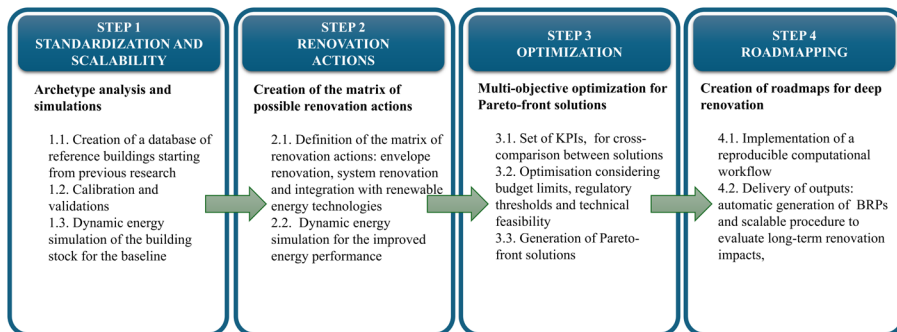 STEP 1
STANDARDIZATION AND
SCALABILITY
Archetype analysis and
simulations
1.1. Creation of a database of
reference buildings starting
from previous research
1.2. Calibration and
validations
1.3. Dynamic energy
simulation of the building
stock for the baseline
STEP 2
RENOVATION
ACTIONS
Creation of the matrix of
possible renovation actions
2.1. Definition of the matrix of
renovation actions: envelope
renovation, system renovation
and integration with renewable
energy technologies
2.2. Dynamic energy
simulation for the improved
energy performance
STEP 3
OPTIMIZATION
Multi-objective optimization for
Pareto-front solutions
3.1. Set of KPIs, for cross-
comparison between solutions
3.2. Optimisation considering
budget limits, regulatory
thresholds and technical
feasibility
3.3. Generation of Pareto-
front solutions
STEP 4
ROADMAPPING
Creation of roadmaps for deep
renovation
4.1. Implementation of a
reproducible computational
workflow
4.2. Delivery of outputs:
automatic generation of BRPs
and scalable procedure to
evaluate long-term renovation
impacts,